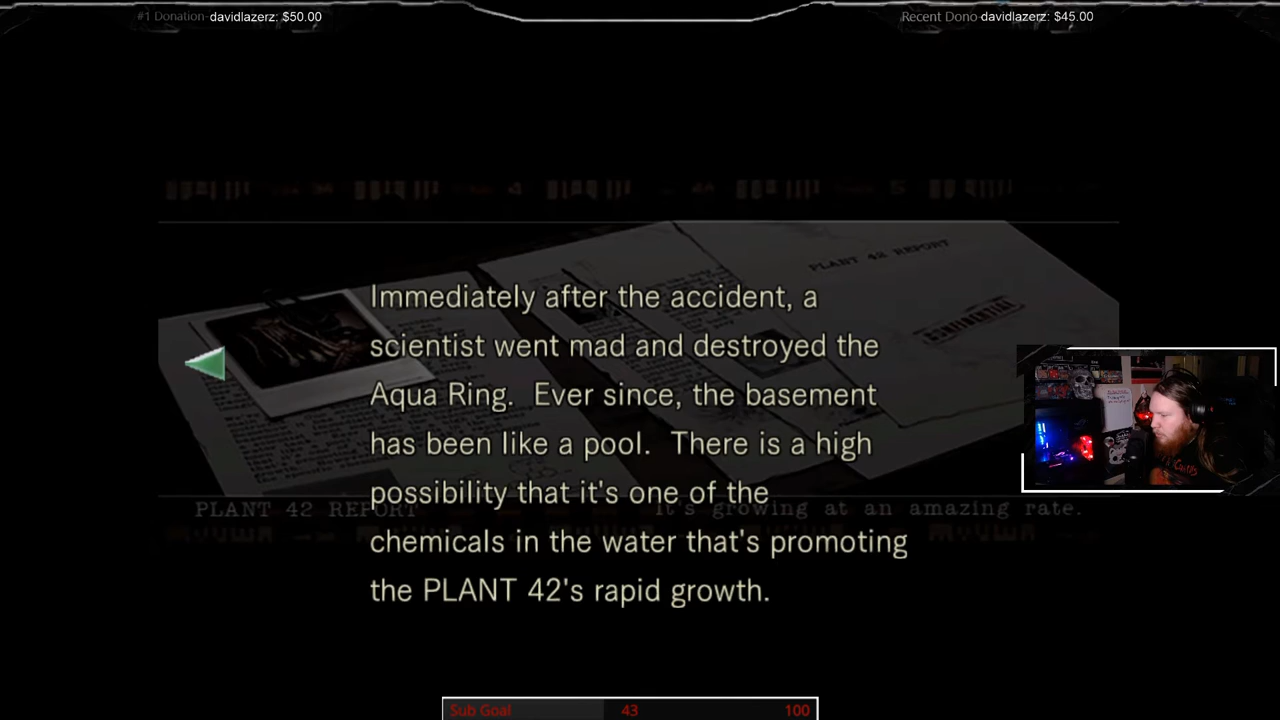 #1 Donation-davidlazerz: $50.00
Recent Dono-davidlazerz: $45.00
PLANT 42 REPORT
CONFIDENTIAL
Immediately after the accident, a
scientist went mad and destroyed the
Aqua Ring.  Ever since, the basement
has been like a pool.  There is a high
possibility that it's one of the
chemicals in the water that's promoting
the PLANT 42's rapid growth.
PLANT 42 REPORT
It's growing at an amazing rate.
Sub Goal 43 100